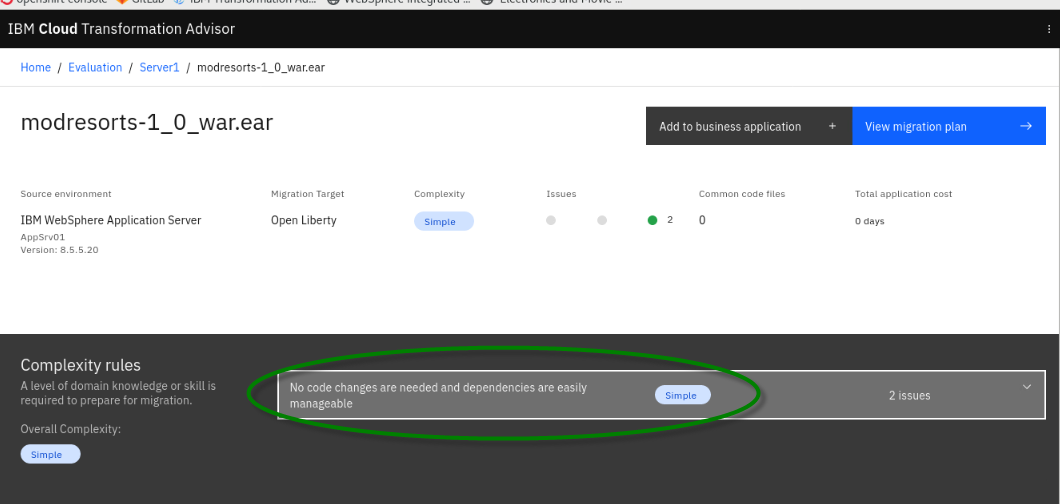 openshift console GitLab IBM Transformation Ad... WebSphere Integrated ... Electronics and Movie ...
IBM Cloud Transformation Advisor
Home / Evaluation / Server1 / modresorts-1_0_war.ear
modresorts-1_0_war.ear
Add to business application +
View migration plan
Source environment
Migration Target
Complexity
Issues
Common code files
Total application cost
IBM WebSphere Application Server
Open Liberty
Simple
2
0
0 days
AppSrv01
Version: 8.5.5.20
Complexity rules
A level of domain knowledge or skill is
required to prepare for migration.
Overall Complexity:
Simple
No code changes are needed and dependencies are easily
manageable
Simple
2 issues